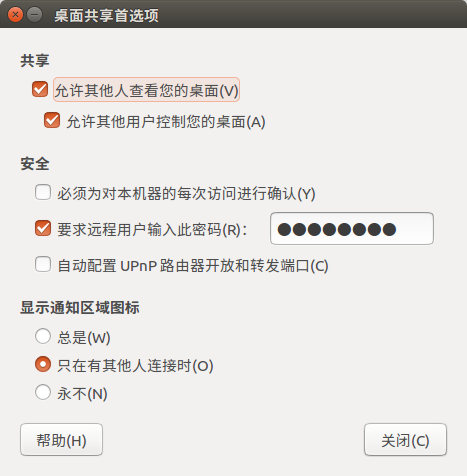 桌面共享首选项
共享
允许其他人查看您的桌面(V)
允许其他用户控制您的桌面(A)
安全
必须为对本机器的每次访问进行确认(Y)
要求远程用户输入此密码(R)： ●●●●●●●●
自动配置 UPnP 路由器开放和转发端口(C)
显示通知区域图标
总是(W)
只在有其他人连接时(O)
永不(N)
帮助(H) 关闭(C)